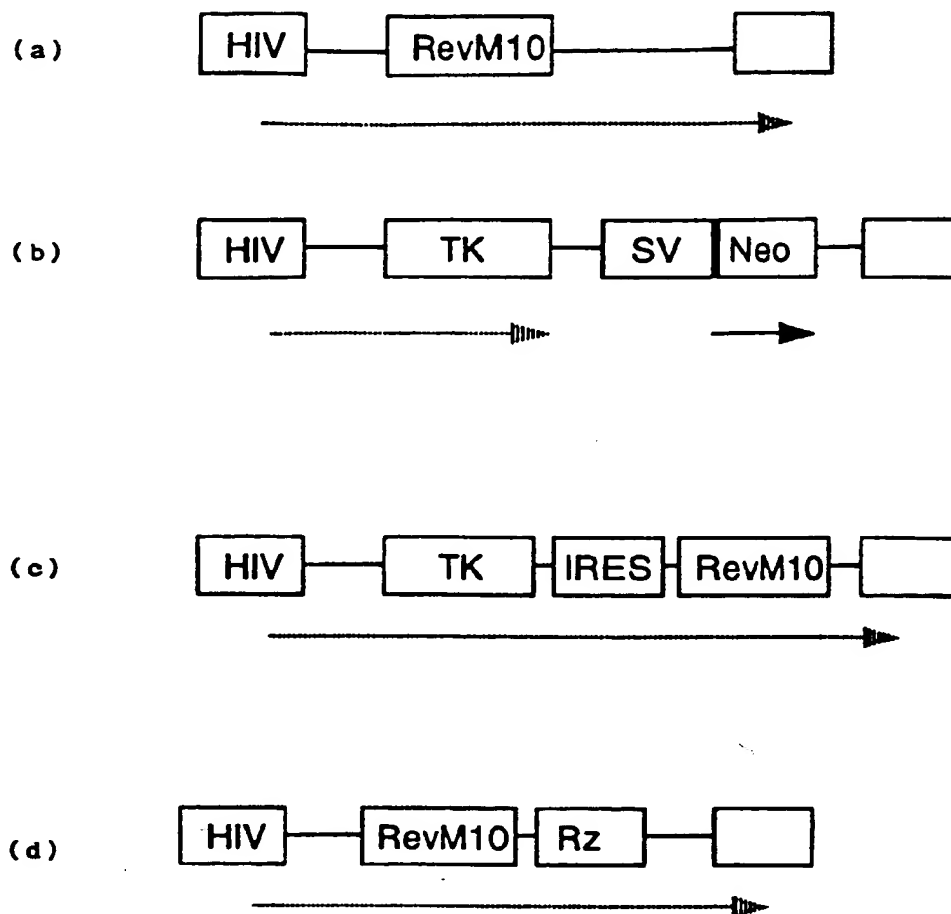 (a) HIV RevM10
(b) HIV TK SV Neo
(c) HIV TK IRES RevM10
(d) HIV RevM10 Rz